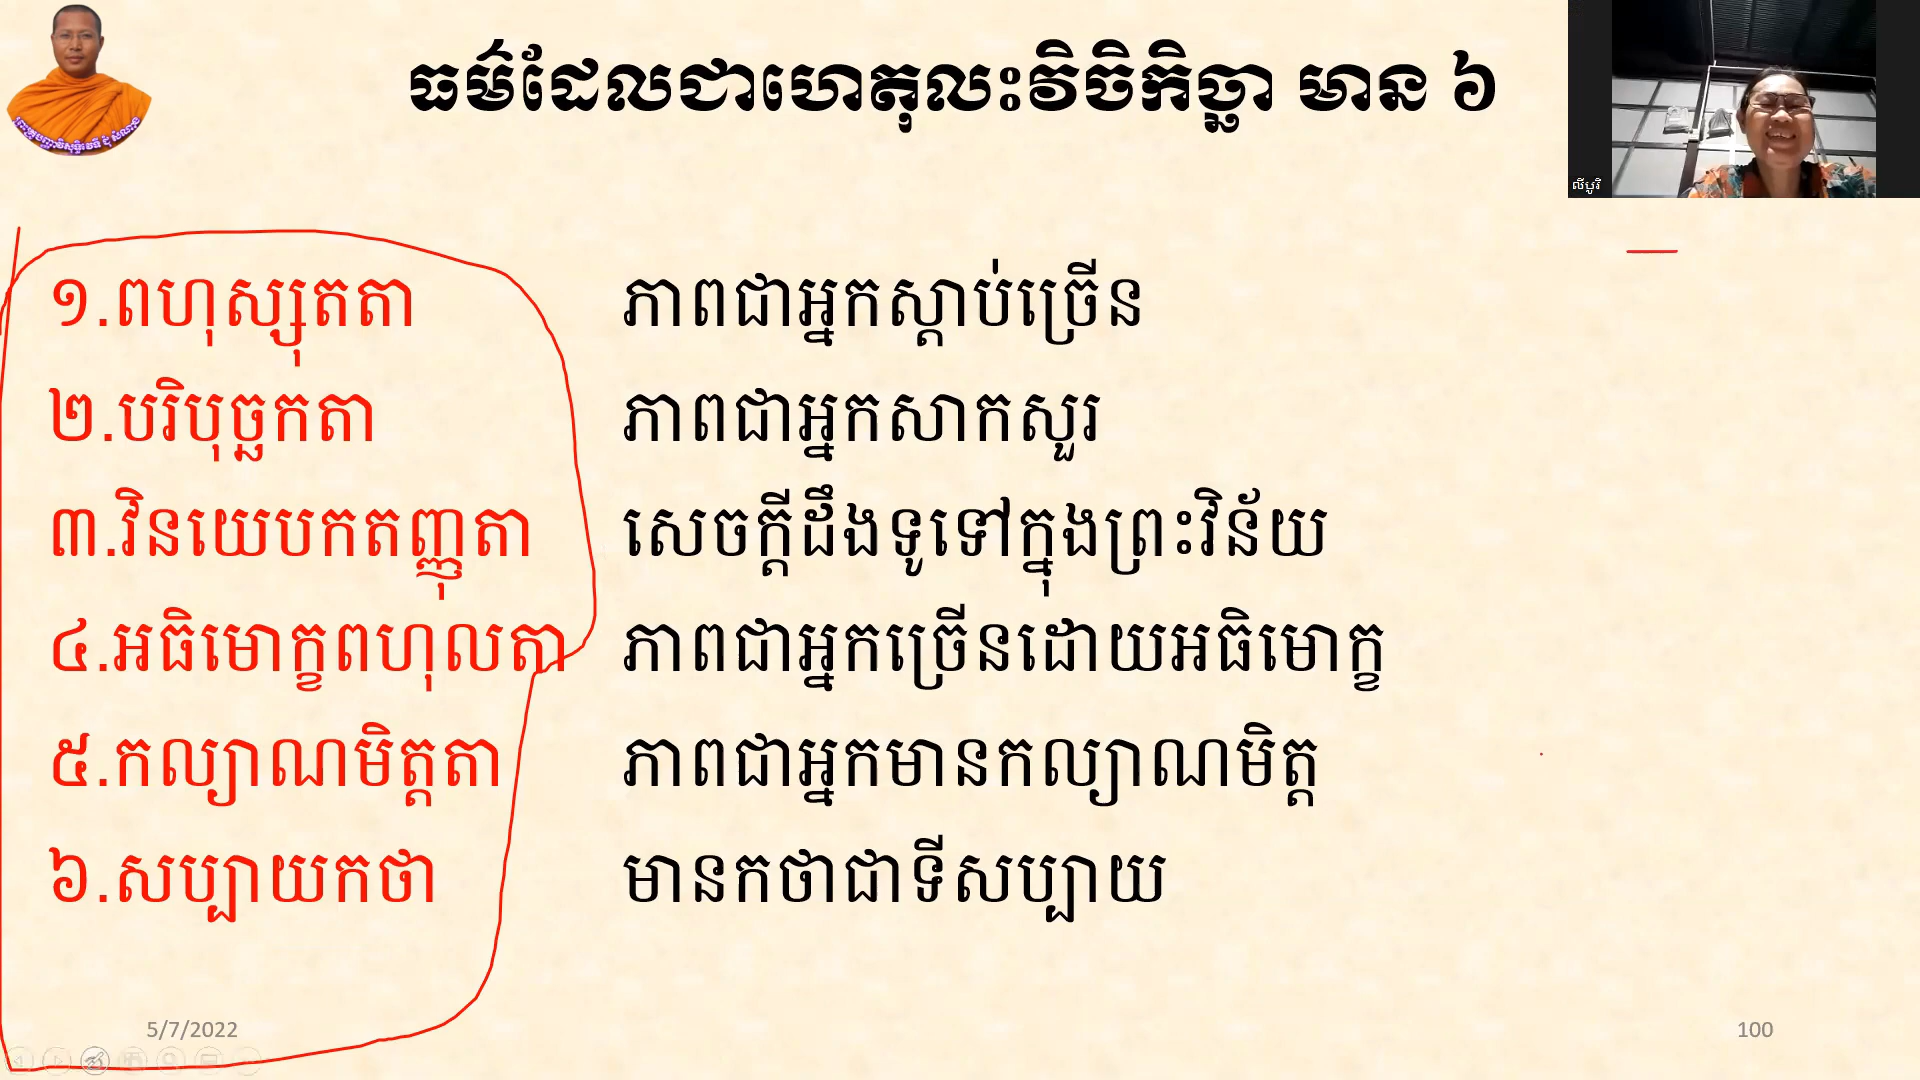 ធម៌ដែលជាហេតុលះវិចិកិច្ឆា មាន ៦
លីបូរី
១.ពហុស្សុតតា ភាពជាអ្នកស្តាប់ច្រើន
២.បរិបុច្ឆកតា ភាពជាអ្នកសាកសួរ
៣.វិនយេបកតញ្ញុតា សេចក្តីដឹងទូទៅក្នុងព្រះវិន័យ
៤.អធិមោក្ខពហុលតា ភាពជាអ្នកច្រើនដោយអធិមោក្ខ
៥.កល្យាណមិត្តតា ភាពជាអ្នកមានកល្យាណមិត្ត
៦.សប្បាយកថា មានកថាជាទីសប្បាយ
5/7/2022 100